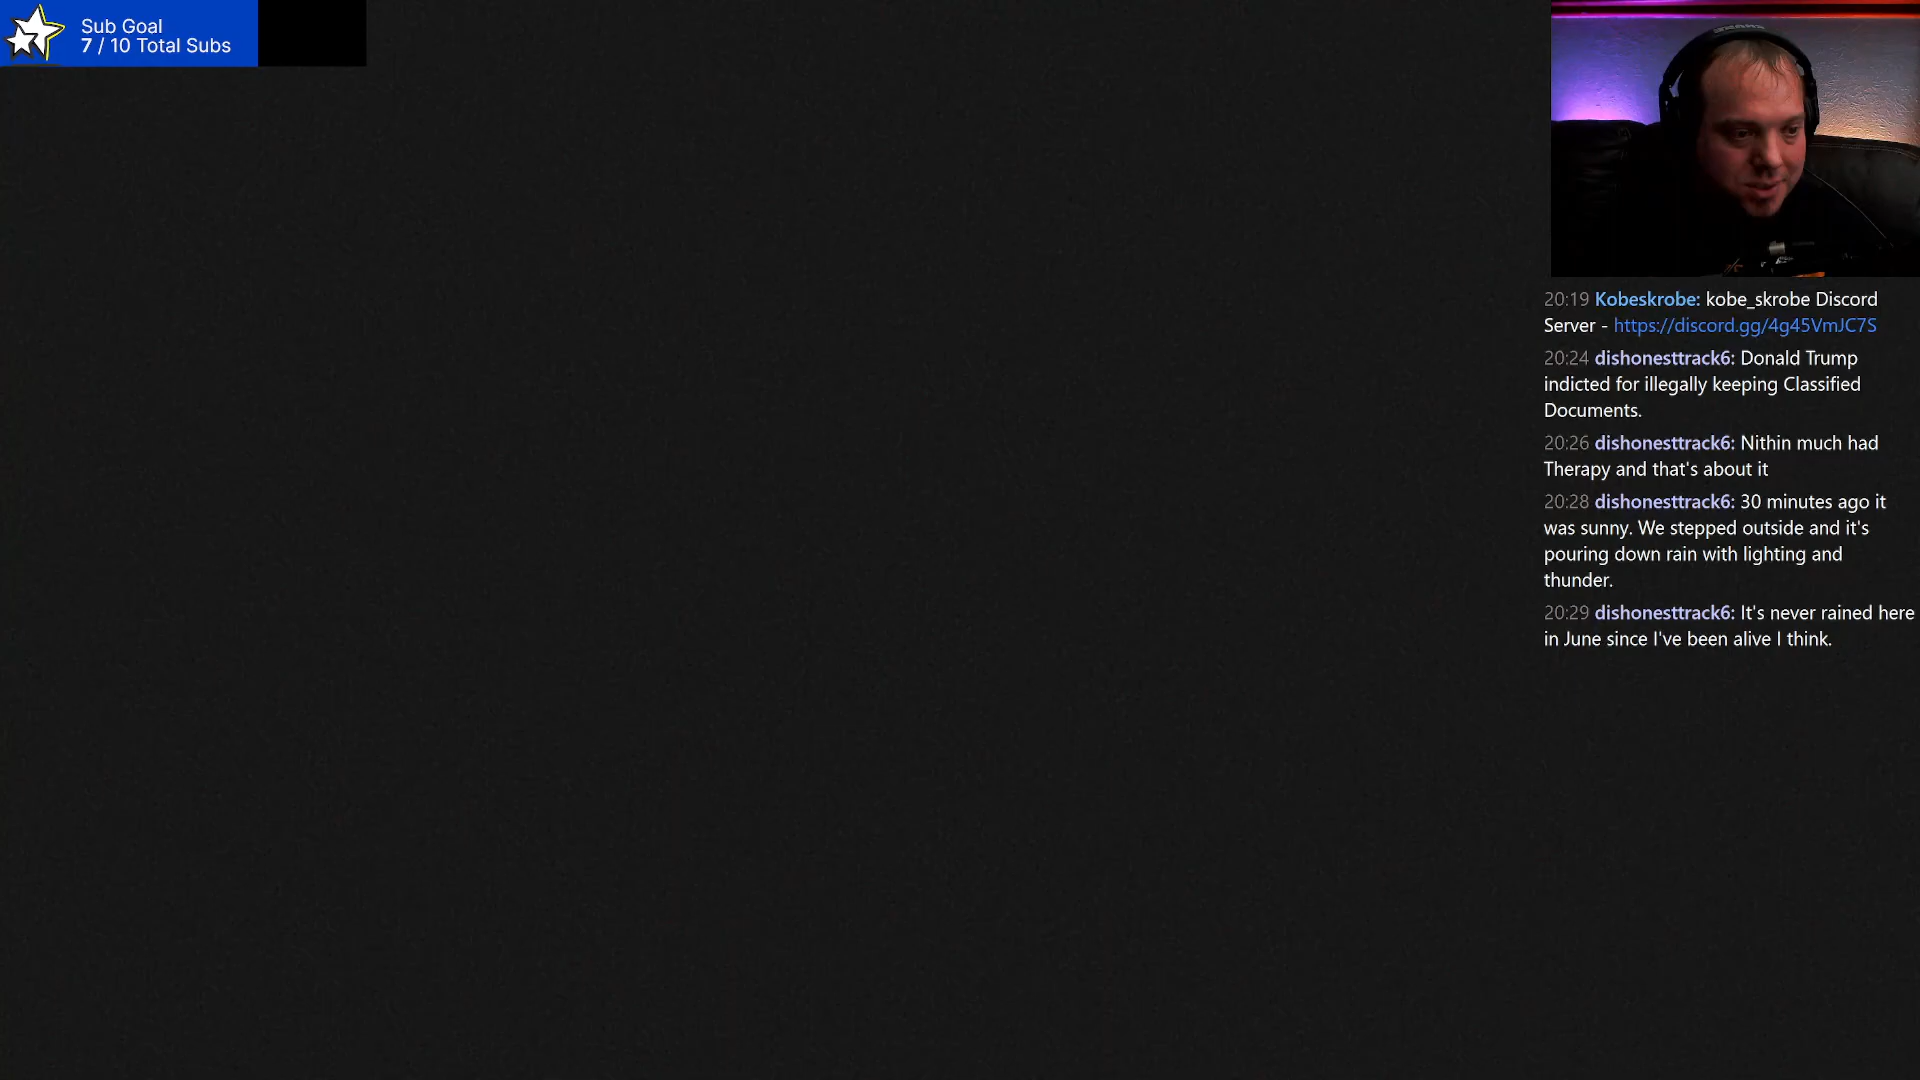 Sub Goal
7 / 10 Total Subs
20:19 Kobeskrobe: kobe_skrobe Discord
Server - https://discord.gg/4g45VmJC7S
20:24 dishonesttrack6: Donald Trump
indicted for illegally keeping Classified
Documents.
20:26 dishonesttrack6: Nithin much had
Therapy and that's about it
20:28 dishonesttrack6: 30 minutes ago it
was sunny. We stepped outside and it's
pouring down rain with lighting and
thunder.
20:29 dishonesttrack6: It's never rained here
in June since I've been alive I think.